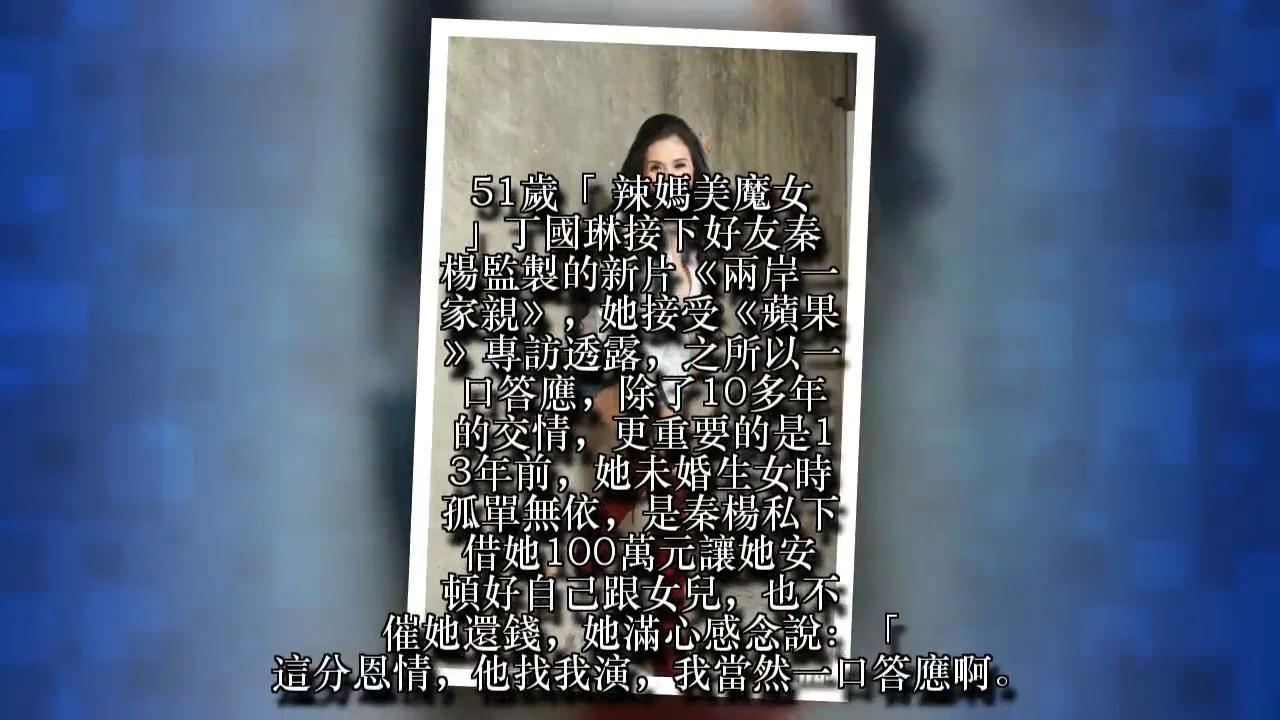 51歲「 辣媽美魔女
」丁國琳接下好友秦
楊監製的新片《兩岸一
家親》，她接受《蘋果
》專訪透露，之所以一
口答應，除了10多年
的交情，更重要的是1
3年前，她未婚生女時
孤單無依，是秦楊私下
借她100萬元讓她安
頓好自己跟女兒，也不
催她還錢，她滿心感念說：「
這分恩情，他找我演，我當然一口答應啊。